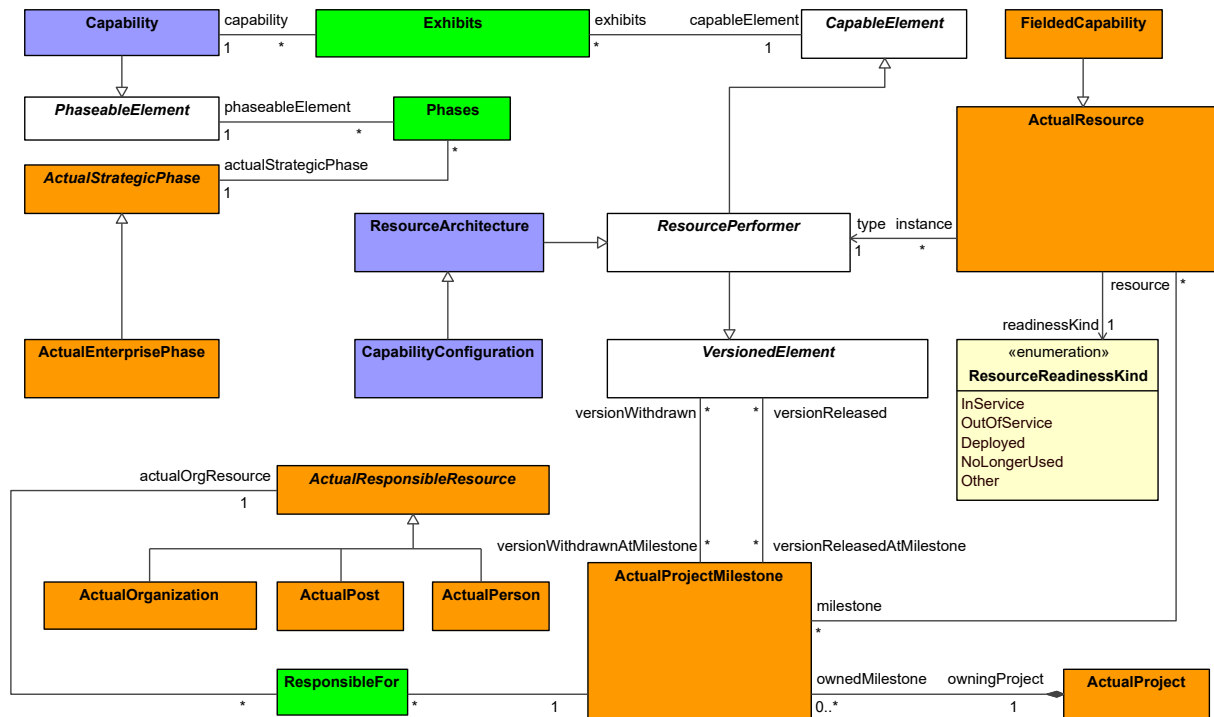 Capability
capability
1
*
Exhibits
exhibits
*
capableElement
1
CapableElement
FieldedCapability
PhaseableElement
phaseableElement
1
*
Phases
*
ActualResource
ActualStrategicPhase
actualStrategicPhase
1
ResourceArchitecture
ResourcePerformer
type
instance
1
*
resource
*
readinessKind
1
ActualEnterprisePhase
CapabilityConfiguration
VersionedElement
«enumeration»
ResourceReadinessKind
InService
OutOfService
Deployed
NoLongerUsed
Other
versionWithdrawn
*
*
versionReleased
actualOrgResource
1
ActualResponsibleResource
versionWithdrawnAtMilestone
*
*
versionReleasedAtMilestone
ActualOrganization
ActualPost
ActualPerson
ActualProjectMilestone
milestone
*
ResponsibleFor
*
*
1
ownedMilestone
owningProject
0..*
1
ActualProject